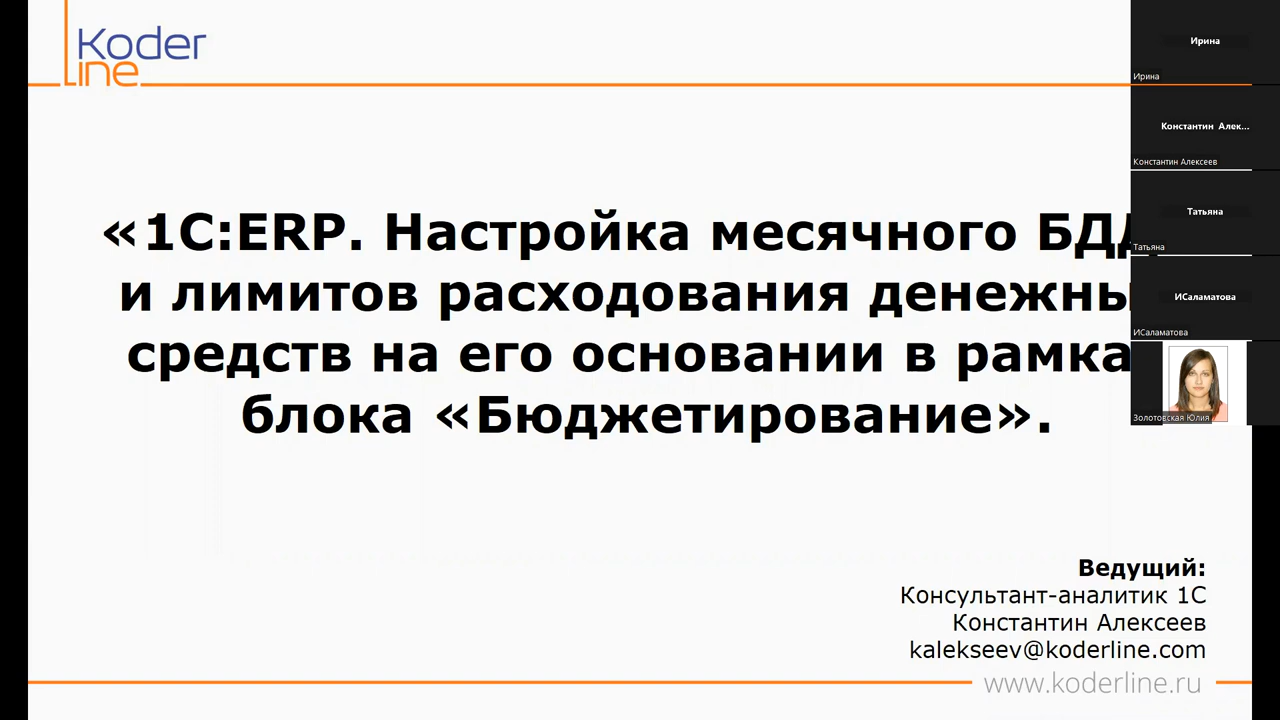 Koder
Line
«1С:ERP. Настройка месячного БДД
и лимитов расходования денежны
средств на его основании в рамка
блока «Бюджетирование».
Ведущий:
Консультант-аналитик 1С
Константин Алексеев
kalekseev@koderline.com
www.koderline.ru
Ирина
Ирина
Константин Алек...
Константин Алексеев
Татьяна
Татьяна
ИСаламатова
ИСаламатова
Золотовская Юлия